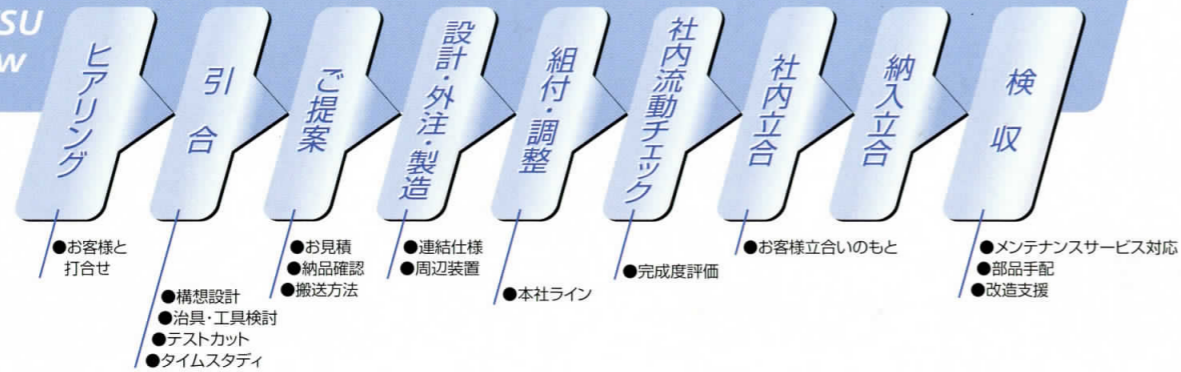 SU
W
ヒアリング
引合
ご提案
設計・外注・製造
組付・調整
社内流動チェック
社内立合
納入立合
検収
●お客様と
打合せ
●構想設計
●治具・工具検討
●テストカット
●タイムスタディ
●お見積
●納品確認
●搬送方法
●連結仕様
●周辺装置
●本社ライン
●完成度評価
●お客様立合いのもと
●メンテナンスサービス対応
●部品手配
●改造支援